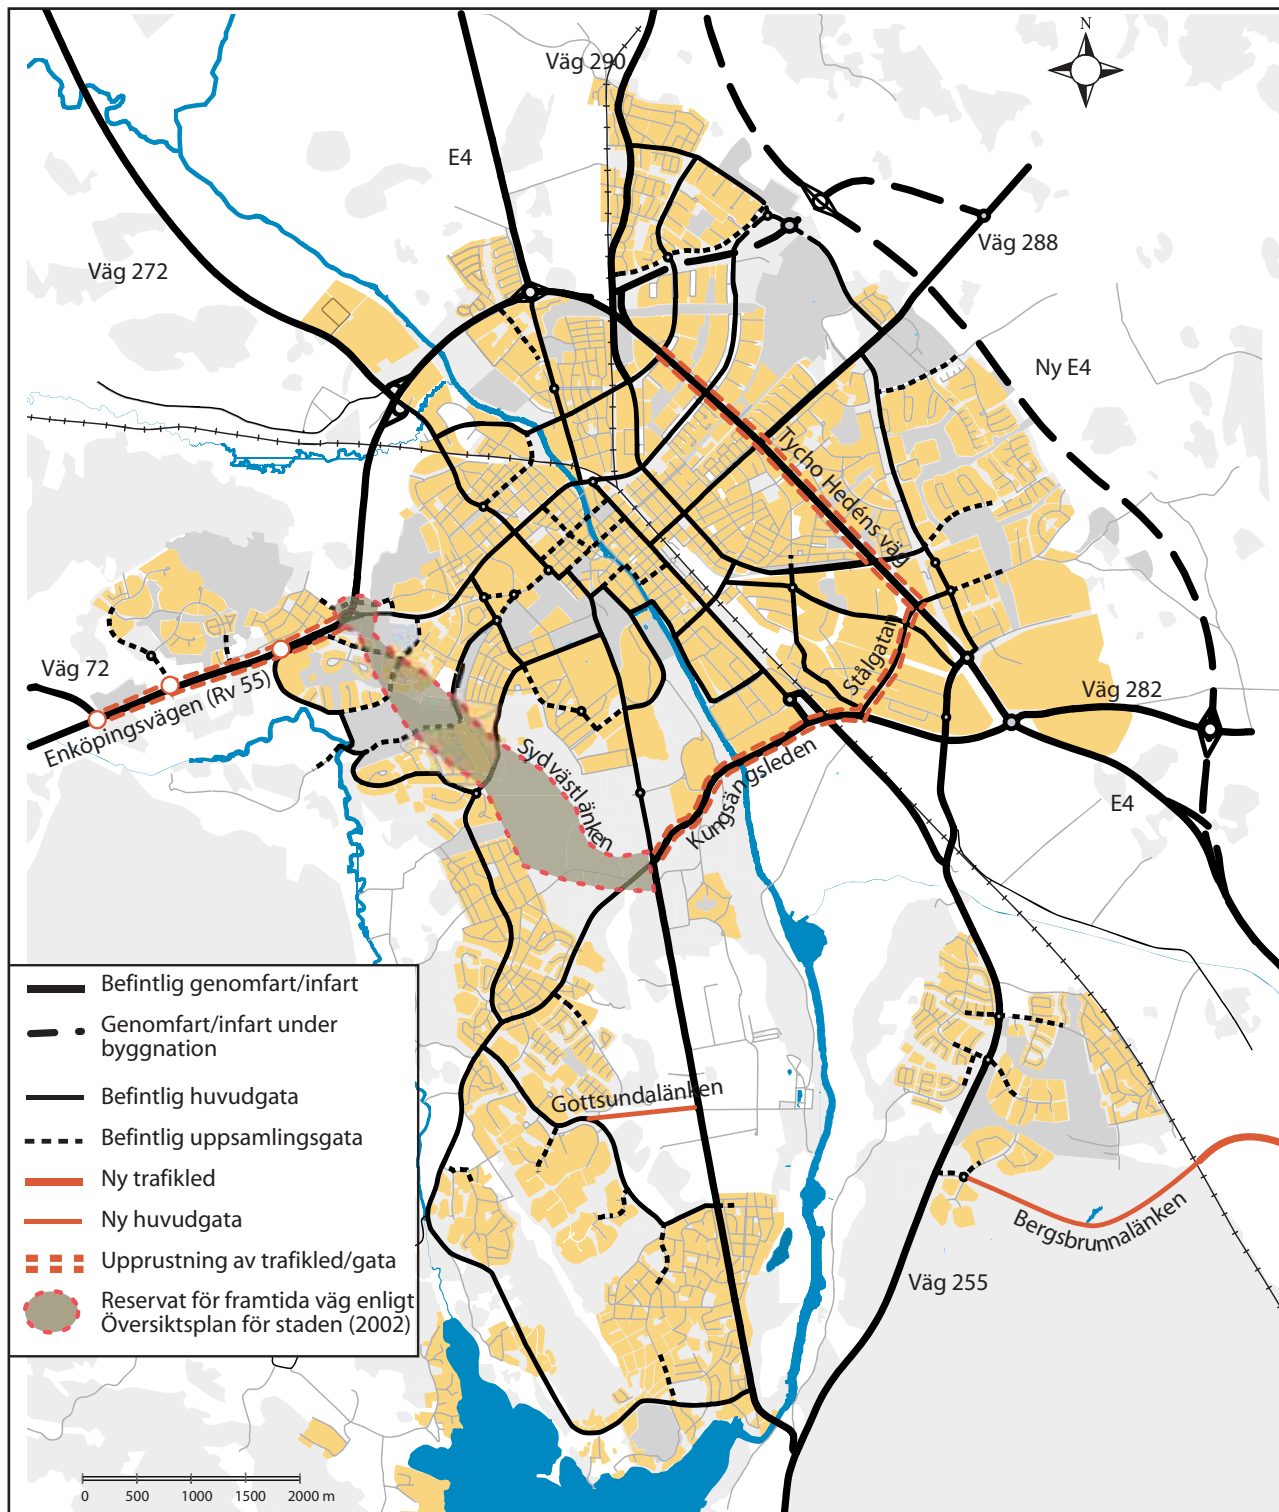 N
Väg 290
E4
Väg 288
Väg 272
Ny E4
Tycho Hedéns väg
Stålgatan
Väg 72
Enköpingsvägen (Rv 55)
Väg 282
Sydvästlänken
Kungsängsleden
E4
Befintlig genomfart/infart
Genomfart/infart under
byggnation
Befintlig huvudgata
Befintlig uppsamlingsgata
Ny trafikled
Ny huvudgata
Upprustning av trafikled/gata
Reservat för framtida väg enligt
Översiktsplan för staden (2002)
Gottsundalänken
Bergsbrunnalänken
Väg 255
0 500 1000 1500 2000 m